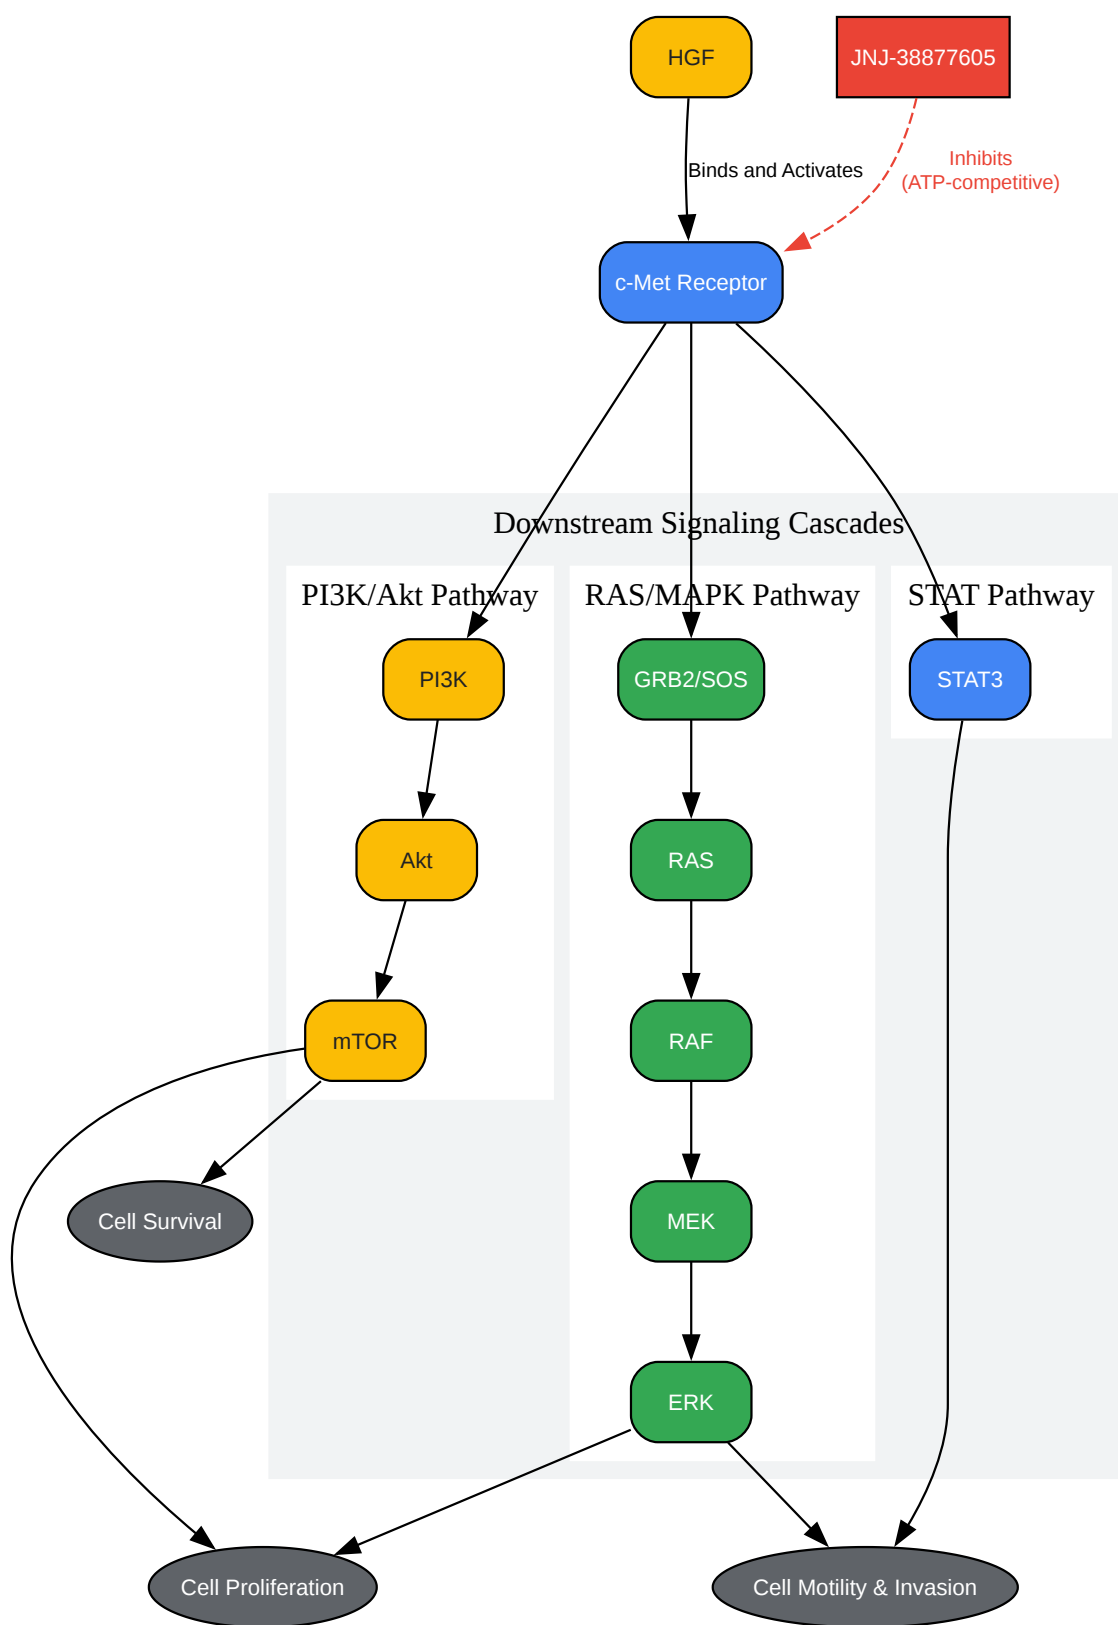 HGF
JNJ-38877605
Binds and Activates
Inhibits
(ATP-competitive)
c-Met Receptor
Downstream Signaling Cascades
PI3K/Akt Pathway
RAS/MAPK Pathway
STAT Pathway
PI3K
GRB2/SOS
STAT3
Akt
RAS
mTOR
RAF
Cell Survival
MEK
ERK
Cell Proliferation
Cell Motility & Invasion